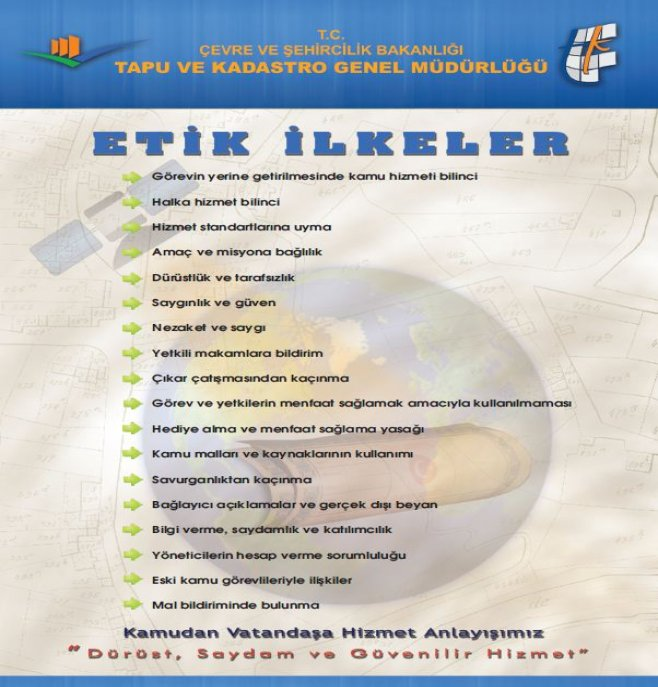 T.C.
ÇEVRE VE ŞEHİRCİLİK BAKANLIĞI
TAPU VE KADASTRO GENEL MÜDÜRLÜĞÜ
ETİK İLKELER
Görevin yerine getirilmesinde kamu hizmeti bilinci
Halka hizmet bilinci
Hizmet standartlarına uyma
Amaç ve misyona bağlılık
Dürüstlük ve tarafsızlık
Saygınlık ve güven
Nezaket ve saygı
Yetkili makamlara bildirim
Çıkar çatışmasından kaçınma
Görev ve yetkilerin menfaat sağlamak amacıyla kullanılmaması
Hediye alma ve menfaat sağlama yasağı
Kamu malları ve kaynaklarının kullanımı
Savurganlıktan kaçınma
Bağlayıcı açıklamalar ve gerçek dışı beyan
Bilgi verme, saydamlık ve katılımcılık
Yöneticilerin hesap verme sorumluluğu
Eski kamu görevlileriyle ilişkiler
Mal bildiriminde bulunma
Kamudan Vatandaşa Hizmet Anlayışımız
“Dürüst, Saydam ve Güvenilir Hizmet”